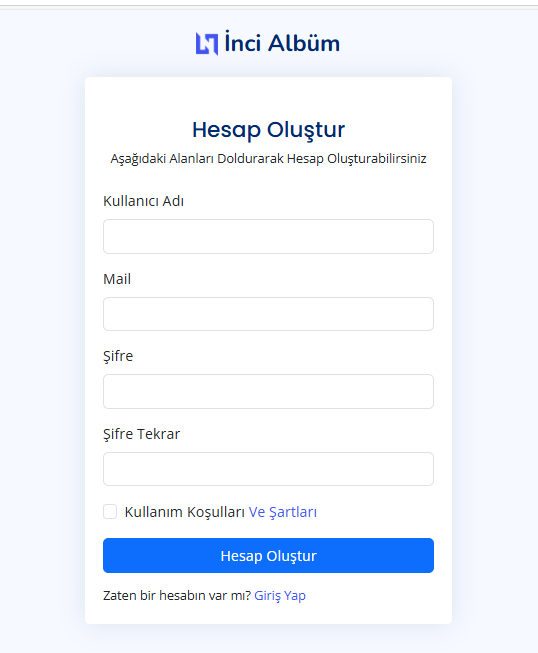 İnci Albüm
Hesap Oluştur
Aşağıdaki Alanları Doldurarak Hesap Oluşturabilirsiniz
Kullanıcı Adı
Mail
Şifre
Şifre Tekrar
Kullanım Koşulları Ve Şartları
Hesap Oluştur
Zaten bir hesabın var mı? Giriş Yap